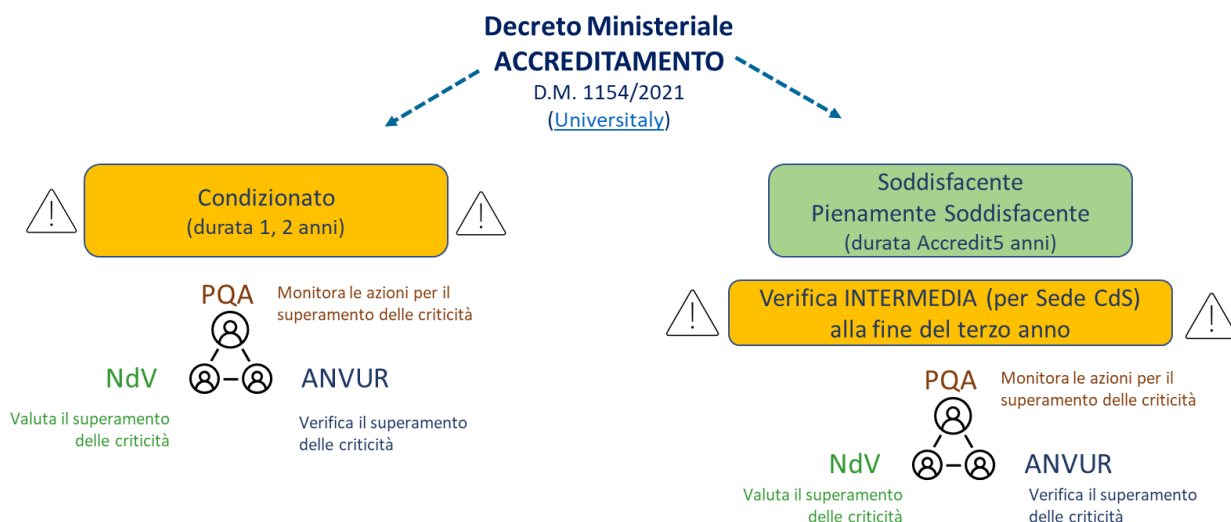 Decreto Ministeriale
ACCREDITAMENTO
D.M. 1154/2021
(Universitaly)
Condizionato
(durata 1, 2 anni)
PQA
Monitora le azioni per il
superamento delle criticità
NdV
ANVUR
Valuta il superamento
delle criticità
Verifica il superamento
delle criticità
Soddisfacente
Pienamente Soddisfacente
(durata Accredit5 anni)
Verifica INTERMEDIA (per Sede CdS)
alla fine del terzo anno
PQA
Monitora le azioni per il
superamento delle criticità
NdV
ANVUR
Valuta il superamento
delle criticità
Verifica il superamento
delle criticità